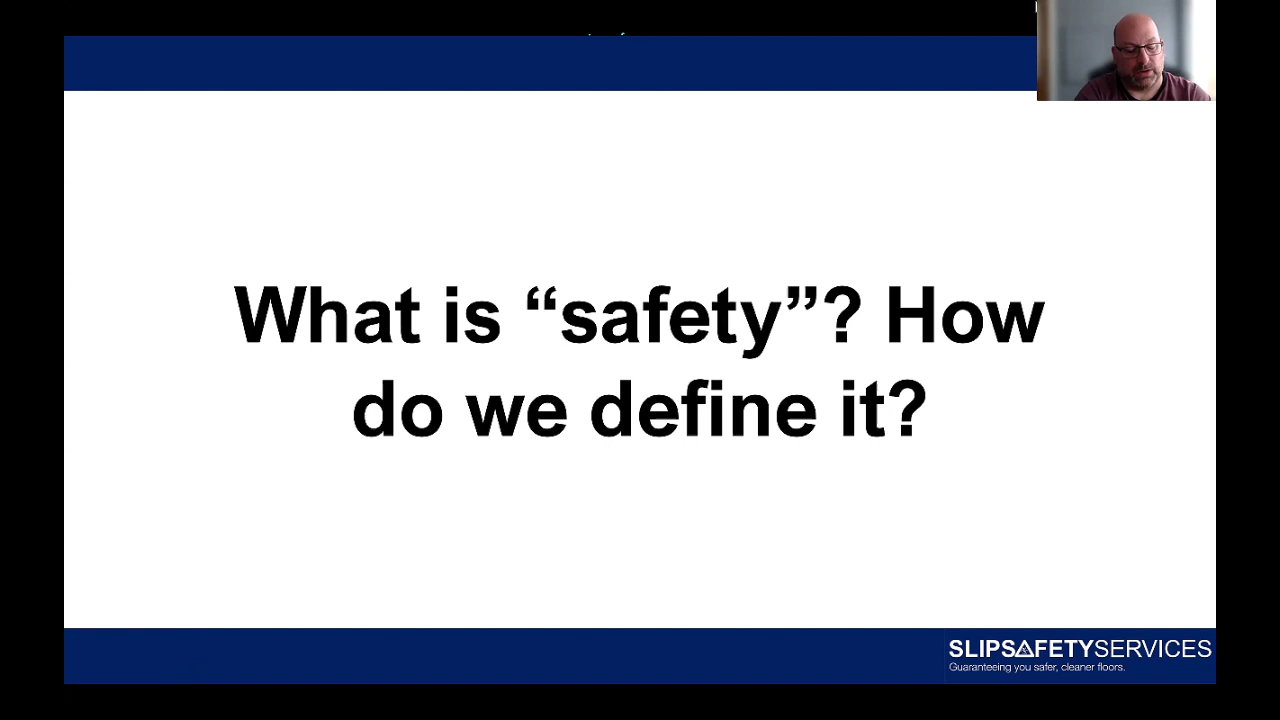 What is “safety”? How
do we define it?
SLIPSAFETYSERVICES
Guaranteeing you safer, cleaner floors.